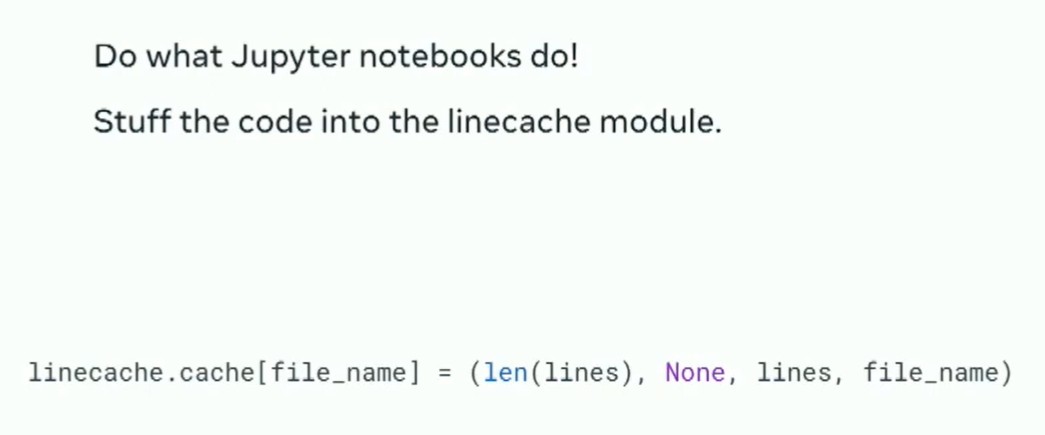 Do what Jupyter notebooks do!
Stuff the code into the linecache module.
linecache.cache[file_name] = (len(lines), None, lines, file_name)